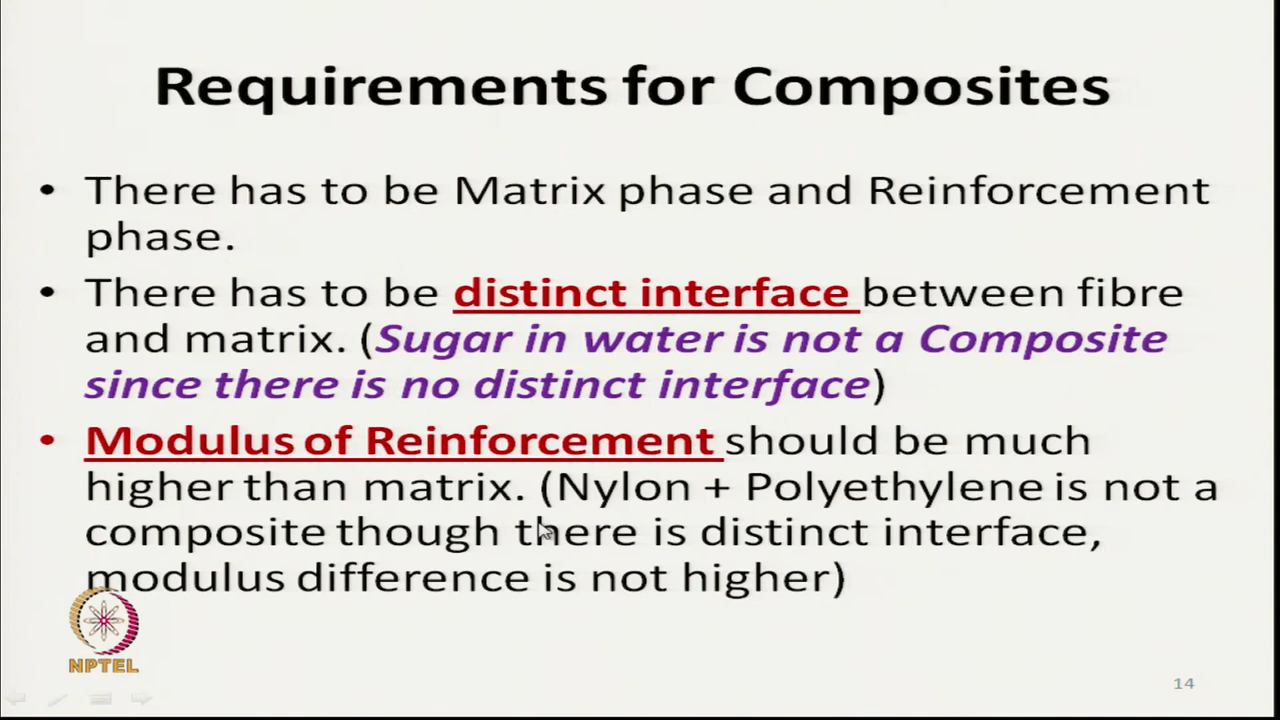 Requirements for Composites
• There has to be Matrix phase and Reinforcement
phase.
• There has to be distinct interface between fibre
and matrix. (Sugar in water is not a Composite
since there is no distinct interface)
• Modulus of Reinforcement should be much
higher than matrix. (Nylon + Polyethylene is not a
composite though there is distinct interface,
modulus difference is not higher)
NPTEL
14